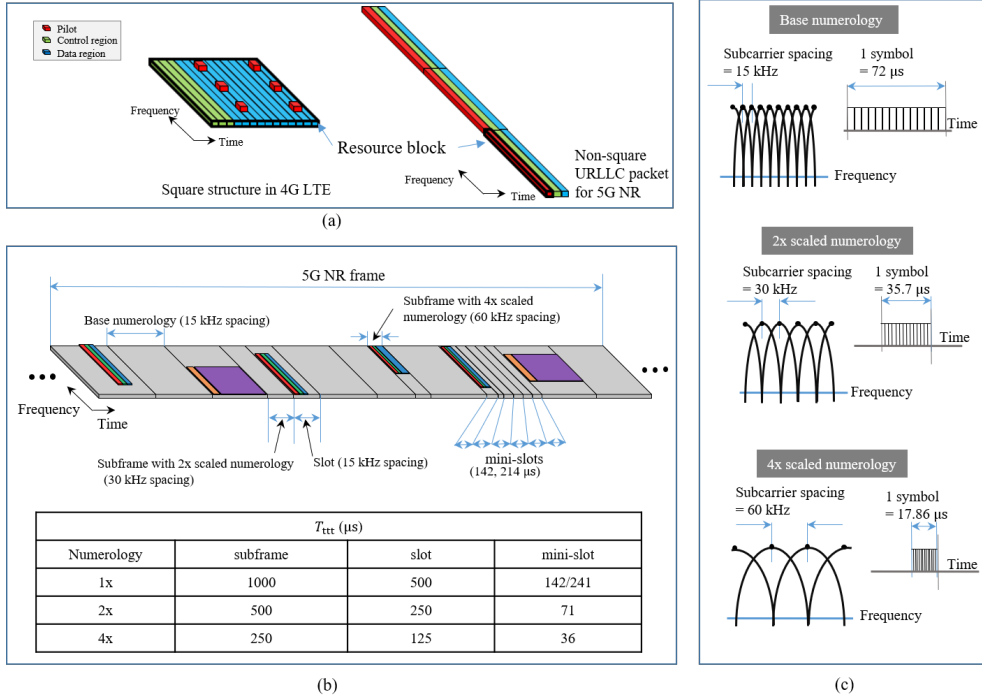 Pilot
Control region
Data region
Frequency
Time
Square structure in 4G LTE
Resource block
Frequency
Time
Non-square
URLLC packet
for 5G NR
(a)
5G NR frame
Base numerology (15 kHz spacing)
Subframe with 4x scaled
numerology (60 kHz spacing)
Frequency
Time
Subframe with 2x scaled numerology
(30 kHz spacing)
Slot (15 kHz spacing)
mini-slots
(142, 214 µs)
T_ttt (µs)
Numerology subframe slot mini-slot
1x 1000 500 142/241
2x 500 250 71
4x 250 125 36
(b)
Base numerology
Subcarrier spacing
= 15 kHz
1 symbol
= 72 µs
Time
Frequency
2x scaled numerology
Subcarrier spacing
= 30 kHz
1 symbol
= 35.7 µs
Time
Frequency
4x scaled numerology
Subcarrier spacing
= 60 kHz
1 symbol
= 17.86 µs
Time
Frequency
(c)